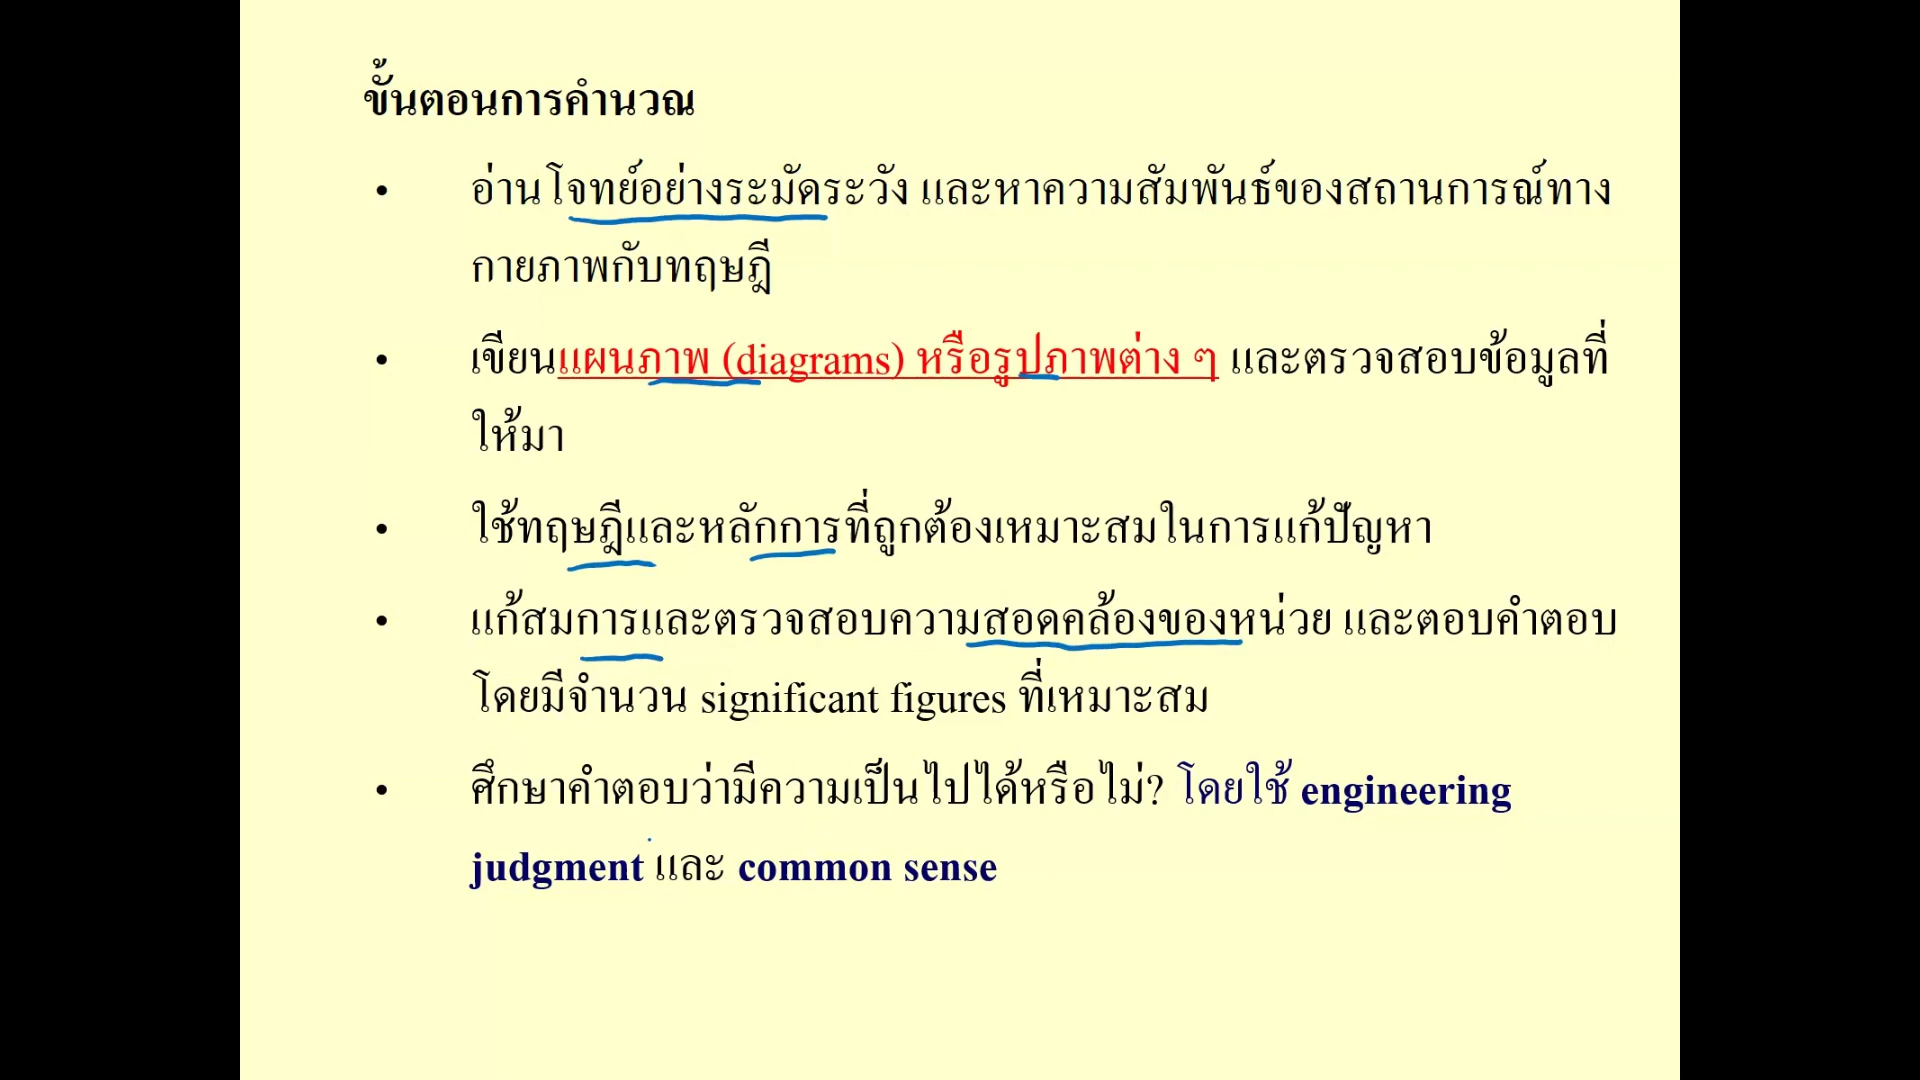 ขั้นตอนการคำนวณ
• อ่านโจทย์อย่างระมัดระวัง และหาความสัมพันธ์ของสถานการณ์ทาง
กายภาพกับทฤษฎี
• เขียนแผนภาพ (diagrams) หรือรูปภาพต่าง ๆ และตรวจสอบข้อมูลที่
ให้มา
• ใช้ทฤษฎีและหลักการที่ถูกต้องเหมาะสมในการแก้ปัญหา
• แก้สมการและตรวจสอบความสอดคล้องของหน่วย และตอบคำตอบ
โดยมีจำนวน significant figures ที่เหมาะสม
• ศึกษาคำตอบว่ามีความเป็นไปได้หรือไม่? โดยใช้ engineering
judgment และ common sense